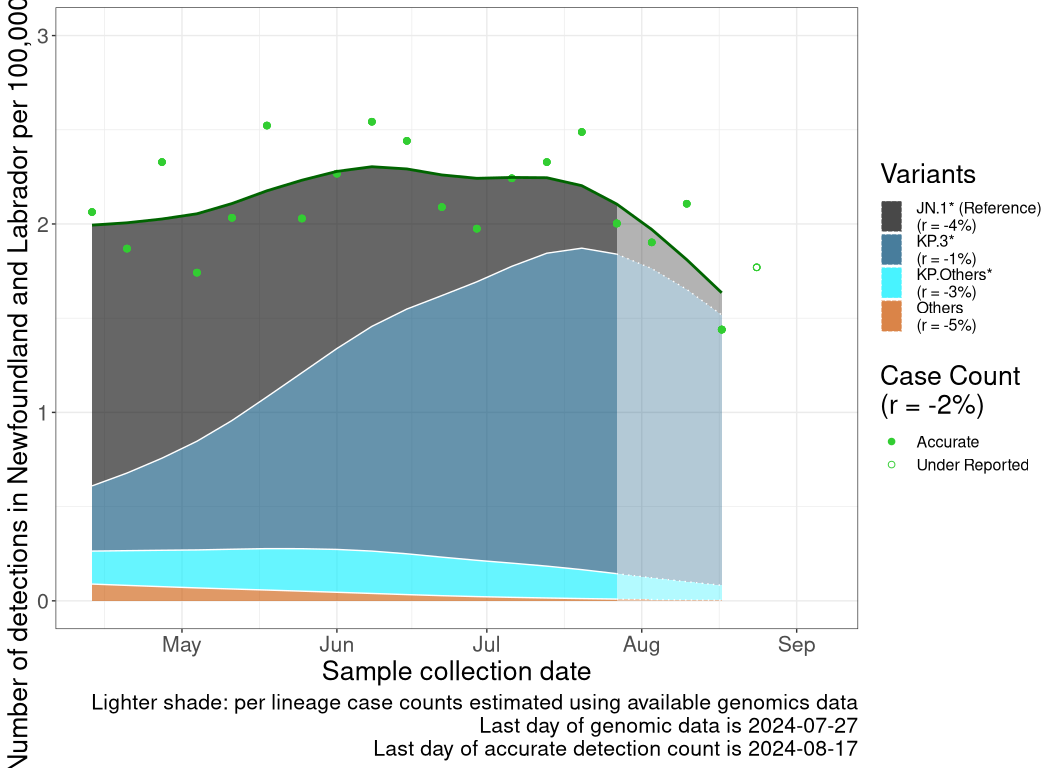 Number of detections in Newfoundland and Labrador per 100,000
3
2
1
0
May Jun Jul Aug Sep
Sample collection date
Lighter shade: per lineage case counts estimated using available genomics data
Last day of genomic data is 2024-07-27
Last day of accurate detection count is 2024-08-17
Variants
JN.1* (Reference)
(r = -4%)
KP.3*
(r = -1%)
KP.Others*
(r = -3%)
Others
(r = -5%)
Case Count
(r = -2%)
Accurate
Under Reported